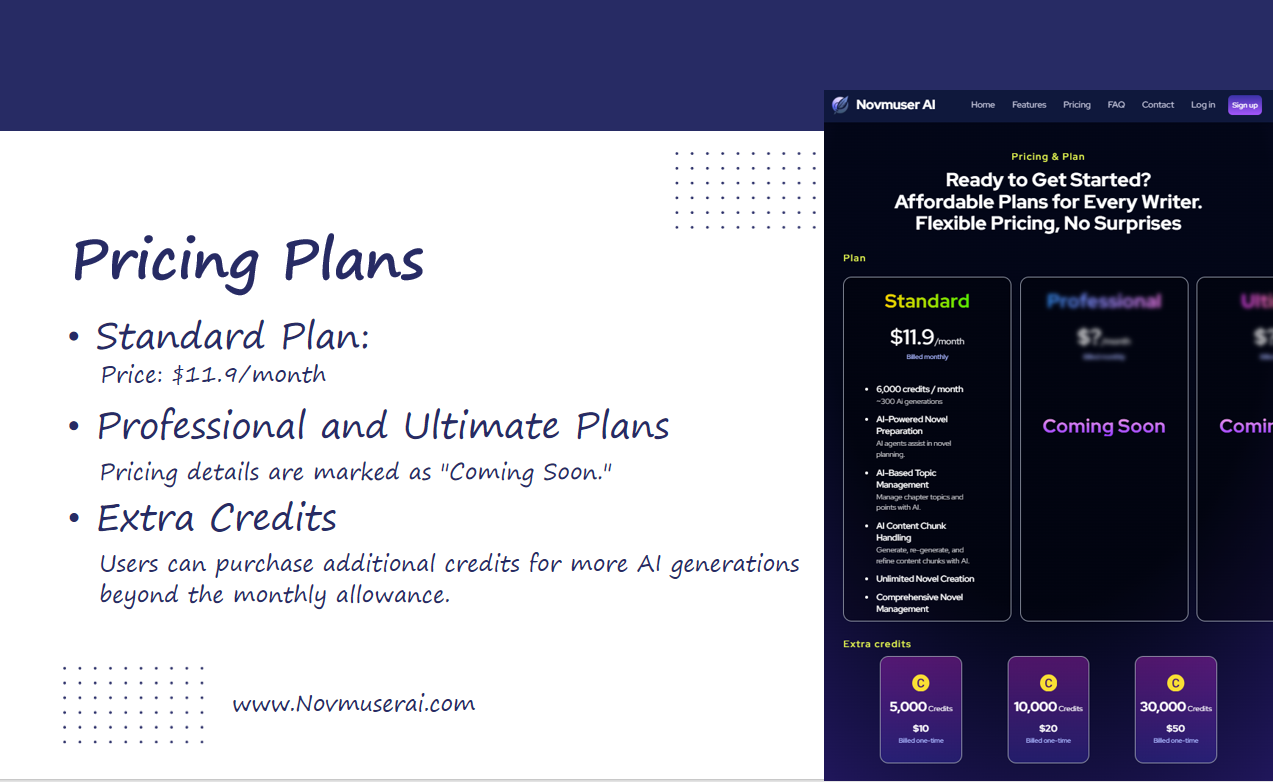 Pricing Plans
• Standard Plan:
Price: $11.9/month
• Professional and Ultimate Plans
Pricing details are marked as "Coming Soon."
• Extra Credits
Users can purchase additional credits for more AI generations
beyond the monthly allowance.
www.Novmuserai.com
Novmuser AI Home Features Pricing FAQ Contact Log in Sign up
Pricing & Plan
Ready to Get Started?
Affordable Plans for Every Writer.
Flexible Pricing, No Surprises
Plan
Standard
$11.9/month
Billed monthly
• 6,000 credits / month
~300 Ai generations
• AI-Powered Novel
Preparation
AI agents assist in novel
planning.
• AI-Based Topic
Management
Manage chapter topics and
points with AI.
• AI Content Chunk
Handling
Generate, re-generate, and
refine content chunks with AI.
• Unlimited Novel Creation
• Comprehensive Novel
Management
Professional
$?/month
Billed monthly
Coming Soon
Ulti
$?
Comin
Extra credits
C
5,000 Credits
$10
Billed one-time
C
10,000 Credits
$20
Billed one-time
C
30,000 Credits
$50
Billed one-time